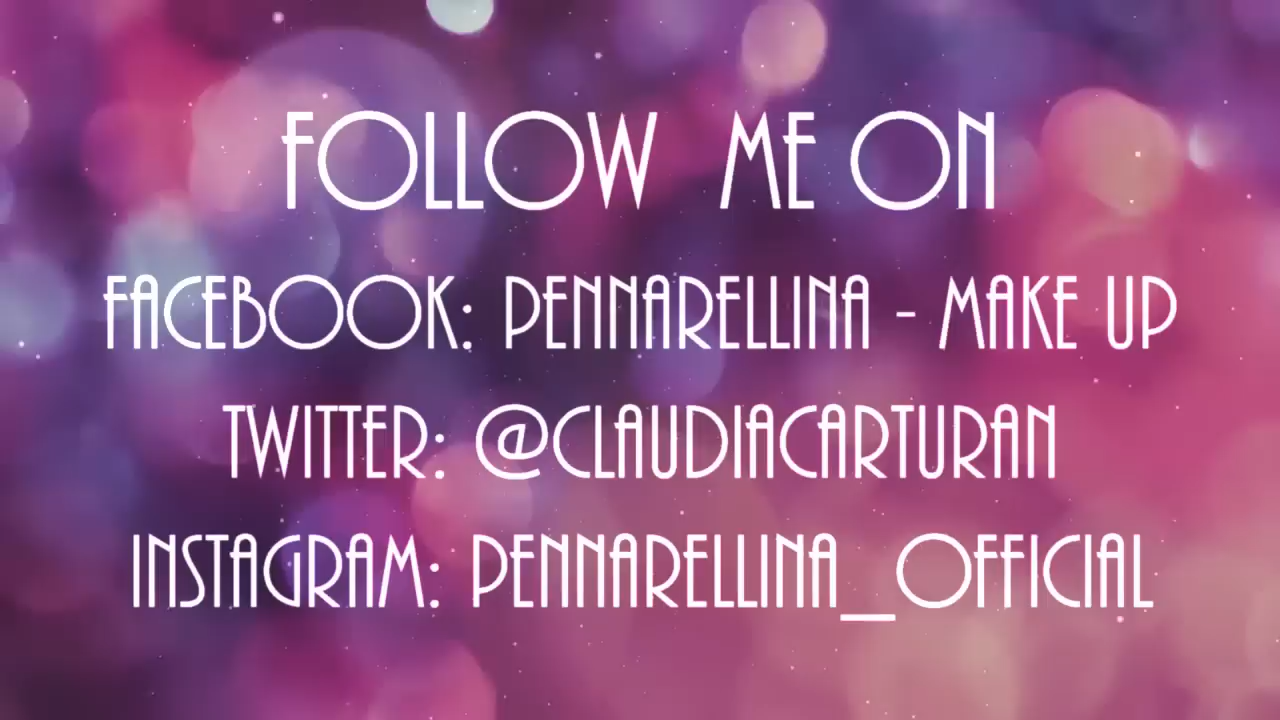 FOLLOW ME ON
FACEBOOK: PENNARELLINA - MAKE UP
TWITTER: @CLAUDIACARTURAN
INSTAGRAM: PENNARELLINA_OFFICIAL